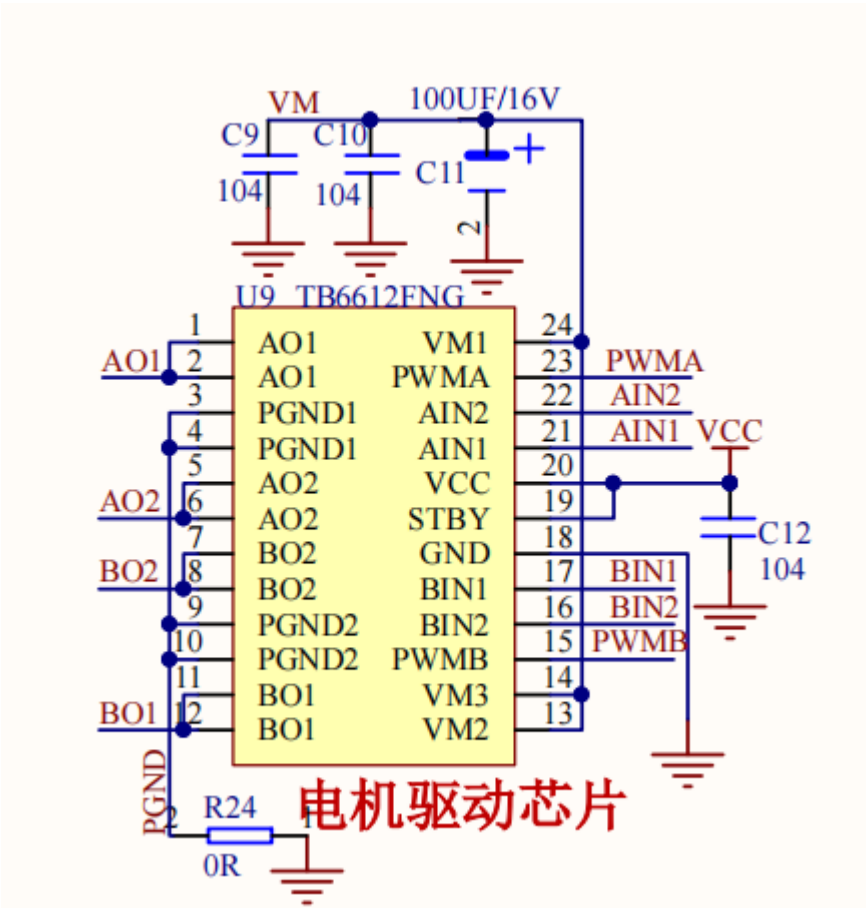 VM 100UF/16V
C9 C10 C11
104 104 2
U9 TB6612FNG
1 AO1 VM1 24
AO1 2 AO1 PWMA 23 PWMA
3 PGND1 AIN2 22 AIN2
4 PGND1 AIN1 21 AIN1 VCC
5 AO2 VCC 20
AO2 6 AO2 STBY 19 C12
7 BO2 GND 18 104
BO2 8 BO2 BIN1 17 BIN1
9 PGND2 BIN2 16 BIN2
10 PGND2 PWMB 15 PWMB
11 BO1 VM3 14
BO1 12 BO1 VM2 13
PGND
电机驱动芯片
2 R24 1
0R